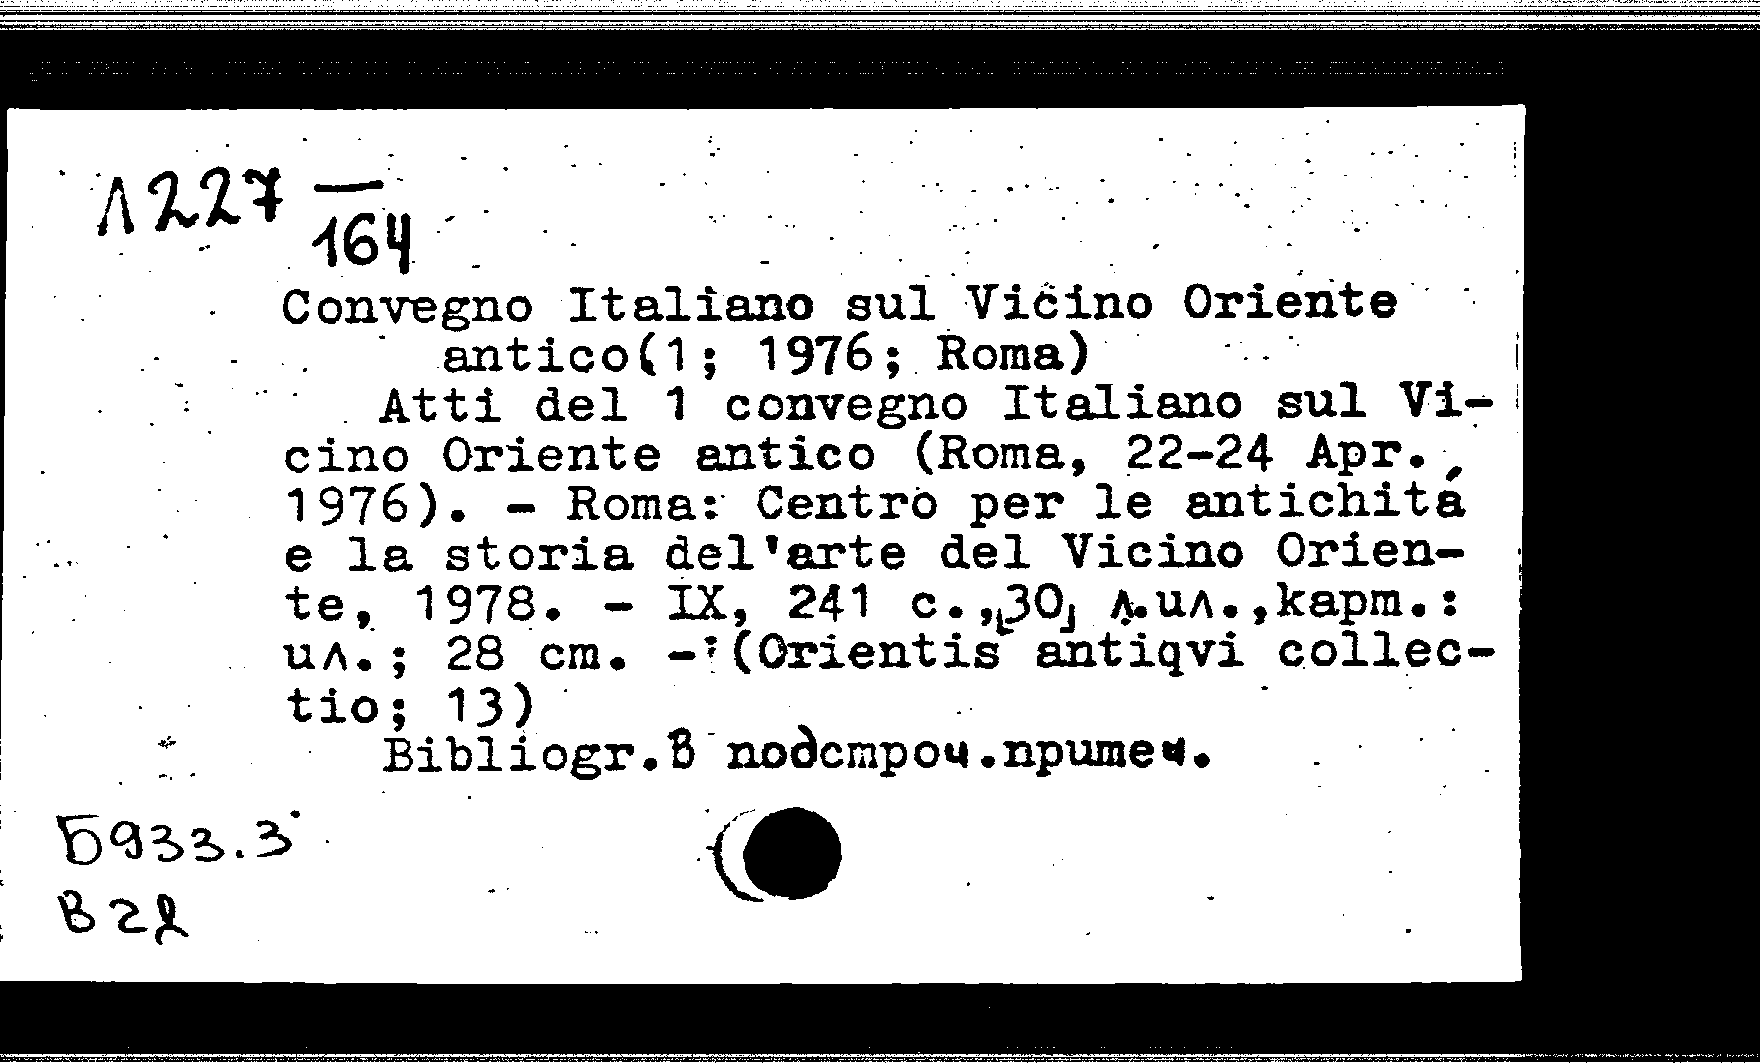 Л227 —
164
Convegno Italiano sul Vicino Oriente
antico(1; 1976; Roma)
Atti del 1 convegno Italiano sul Vi-
cino Oriente antico (Roma, 22-24 Apr.,
1976). - Roma: Centro per le antichitá
e la storia del'arte del Vicino Orien-
te, 1978. - IX, 241 с.,[30] л.ил.,карт.:
ил.; 28 cm. - (Orientis antiqvi collec-
tio; 13)
Bibliogr.в подстроч.примеч.
Б933.3
В2